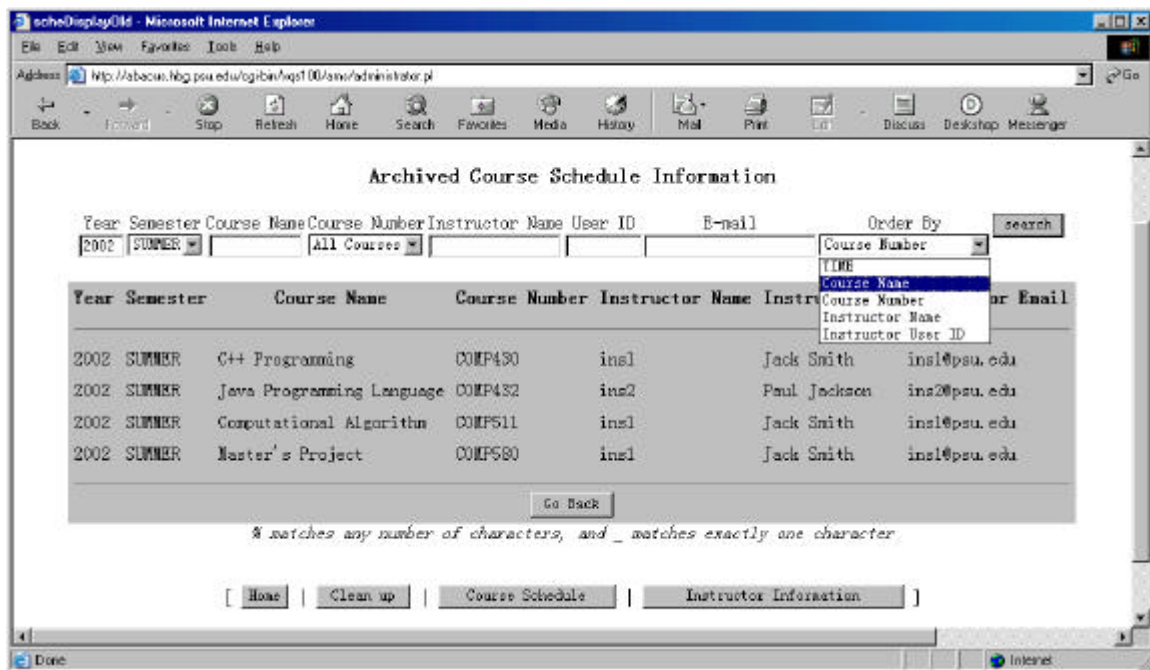 scheDisplayOld - Microsoft Internet Explorer
File Edit View Favorites Tools Help
Address http://abacus.hbg.psu.edu/cgi-bin/xqs100/ams/administrator.pl Go
Back Forward Stop Refresh Home Search Favorites Media History Mail Print Edit Discuss Deskshop Messenger
Archived Course Schedule Information
Year Semester Course Name Course Number Instructor Name User ID E-mail Order By search
2002 SUMMER All Courses Course Number
TIME
Course Name
Course Number
Instructor Name
Instructor User ID
Year Semester Course Name Course Number Instructor Name Instr or Email
2002 SUMMER C++ Programming COMP430 ins1 Jack Smith ins1@psu.edu
2002 SUMMER Java Programming Language COMP432 ins2 Paul Jackson ins2@psu.edu
2002 SUMMER Computational Algorithm COMP511 ins1 Jack Smith ins1@psu.edu
2002 SUMMER Master's Project COMP580 ins1 Jack Smith ins1@psu.edu
Go Back
% matches any number of characters, and _ matches exactly one character
[ Home | Clean up | Course Schedule | Instructor Information ]
Done Internet